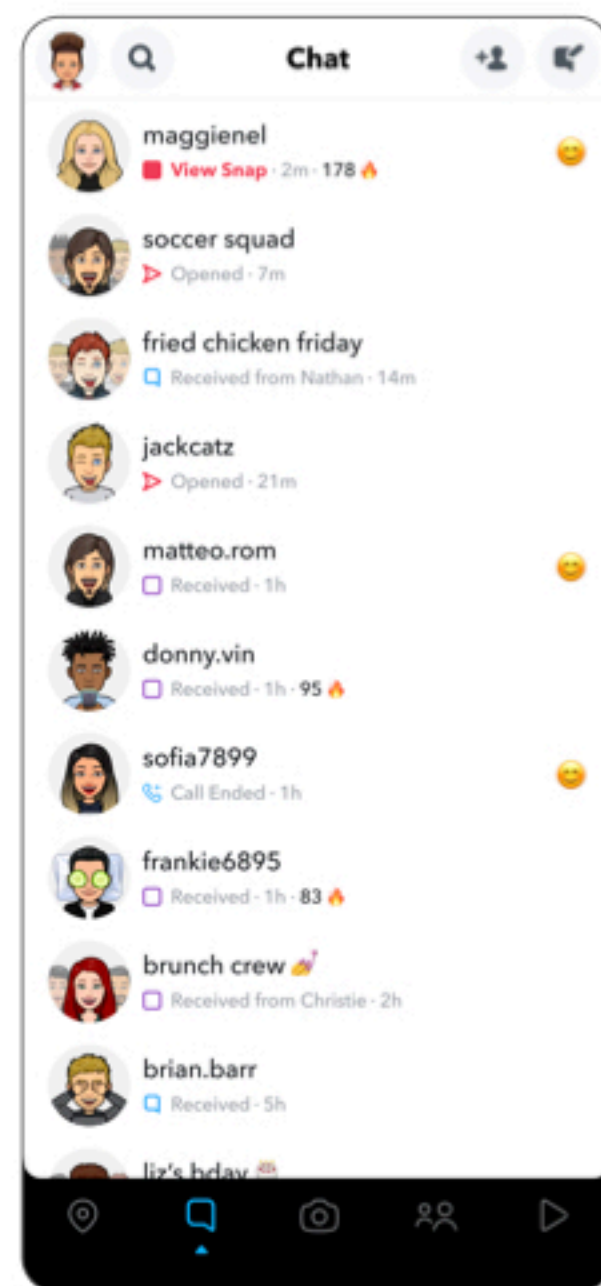 Chat
maggienel
View Snap · 2m · 178 🔥
soccer squad
Opened · 7m
fried chicken friday
Received from Nathan · 14m
jackcatz
Opened · 21m
matteo.rom
Received · 1h
donny.vin
Received · 1h · 95 🔥
sofia7899
Call Ended · 1h
frankie6895
Received · 1h · 83 🔥
brunch crew 💅
Received from Christie · 2h
brian.barr
Received · 5h
liz's bday 🎂